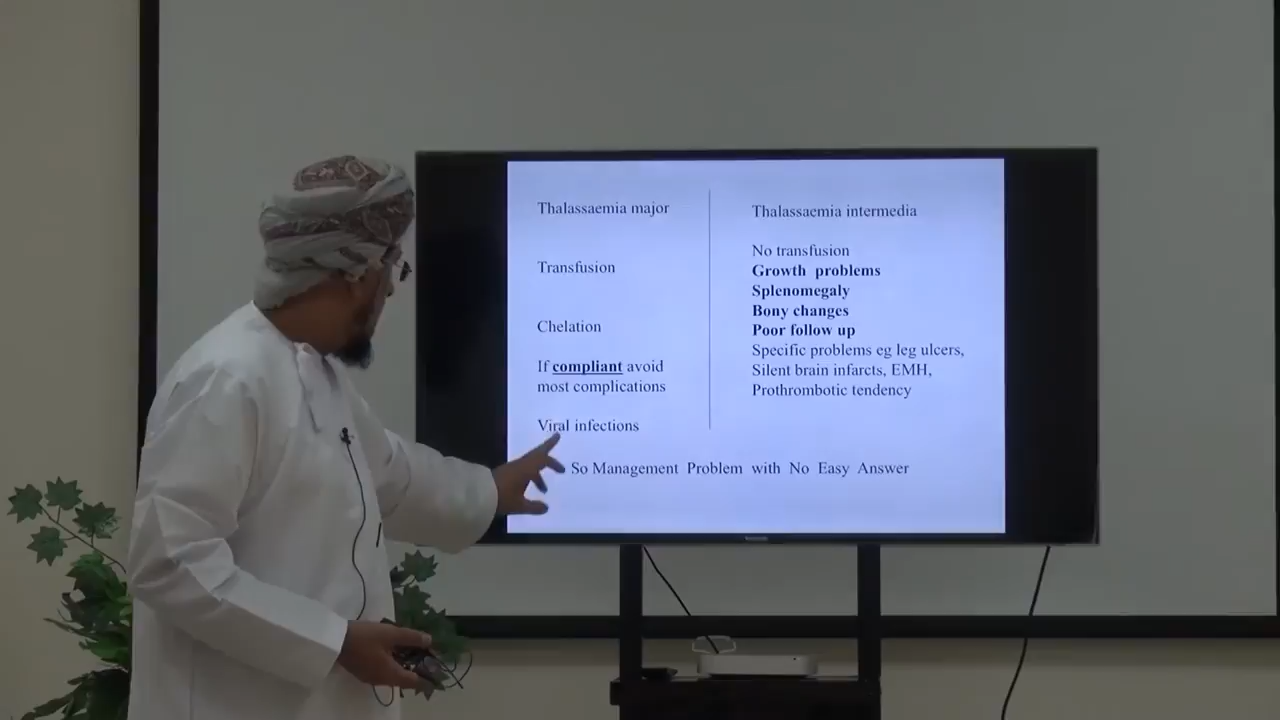 Thalassaemia major
Transfusion
Chelation
If compliant avoid
most complications
Viral infections
Thalassaemia intermedia
No transfusion
Growth problems
Splenomegaly
Bony changes
Poor follow up
Specific problems eg leg ulcers,
Silent brain infarcts, EMH,
Prothrombotic tendency
So Management Problem with No Easy Answer